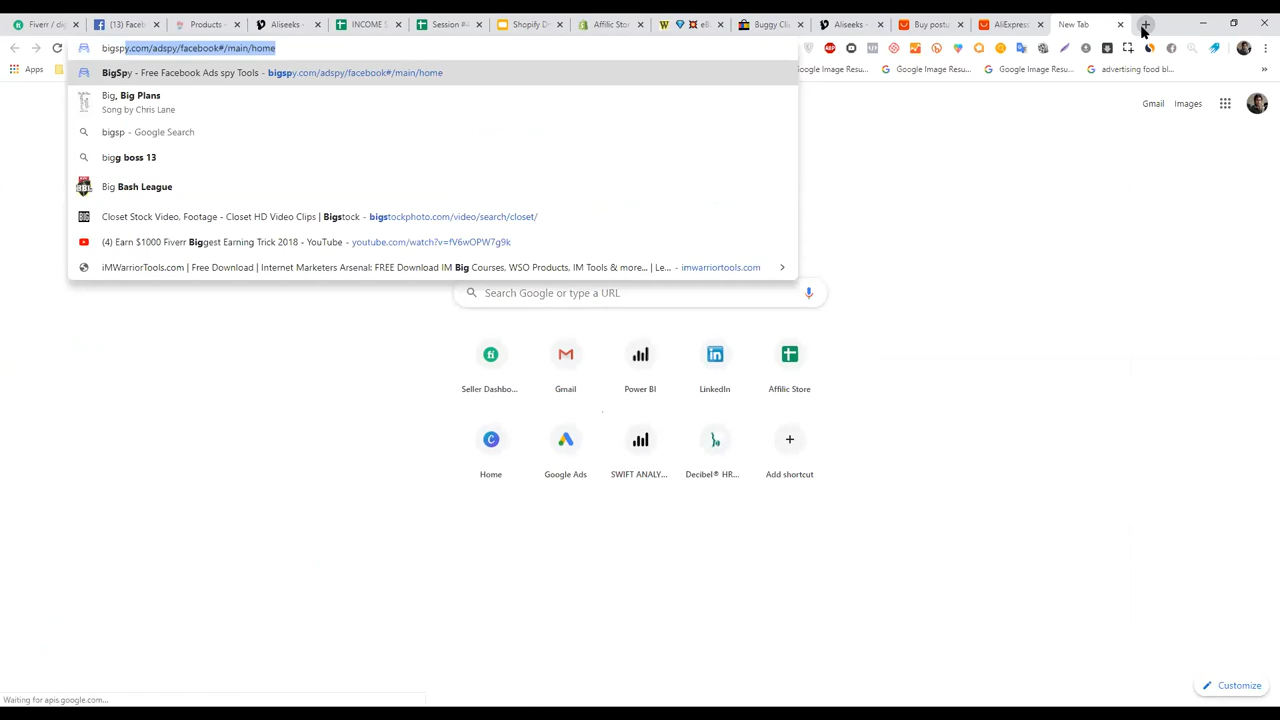 Fiverr / dk
(13) Faceb
Products -
Aliseeks -
INCOME S
Session #4
Shopify D
Affilic Sto
eB
Buggy Cli
Aliseeks -
Buy postu
AliExpres
New Tab
bigspy.com/adspy/facebook#/main/home
Apps
oogle Image Resu...
Google Image Resu...
Google Image Resu...
advertising food bl...
BigSpy - Free Facebook Ads spy Tools - bigspy.com/adspy/facebook#/main/home
Big, Big Plans
Song by Chris Lane
bigsp - Google Search
bigg boss 13
Big Bash League
Closet Stock Video, Footage - Closet HD Video Clips | Bigstock - bigstockphoto.com/video/search/closet/
(4) Earn $1000 Fiverr Biggest Earning Trick 2018 - YouTube - youtube.com/watch?v=fV6wOPW7g9k
iMWarriorTools.com | Free Download | Internet Marketers Arsenal: FREE Download IM Big Courses, WSO Products, IM Tools & more... | Le... - imwarriortools.com
Gmail
Images
Search Google or type a URL
Seller Dashbo...
Gmail
Power BI
LinkedIn
Affilic Store
Home
Google Ads
SWIFT ANALY...
Decibel® HR...
Add shortcut
Customize
Waiting for apis.google.com...